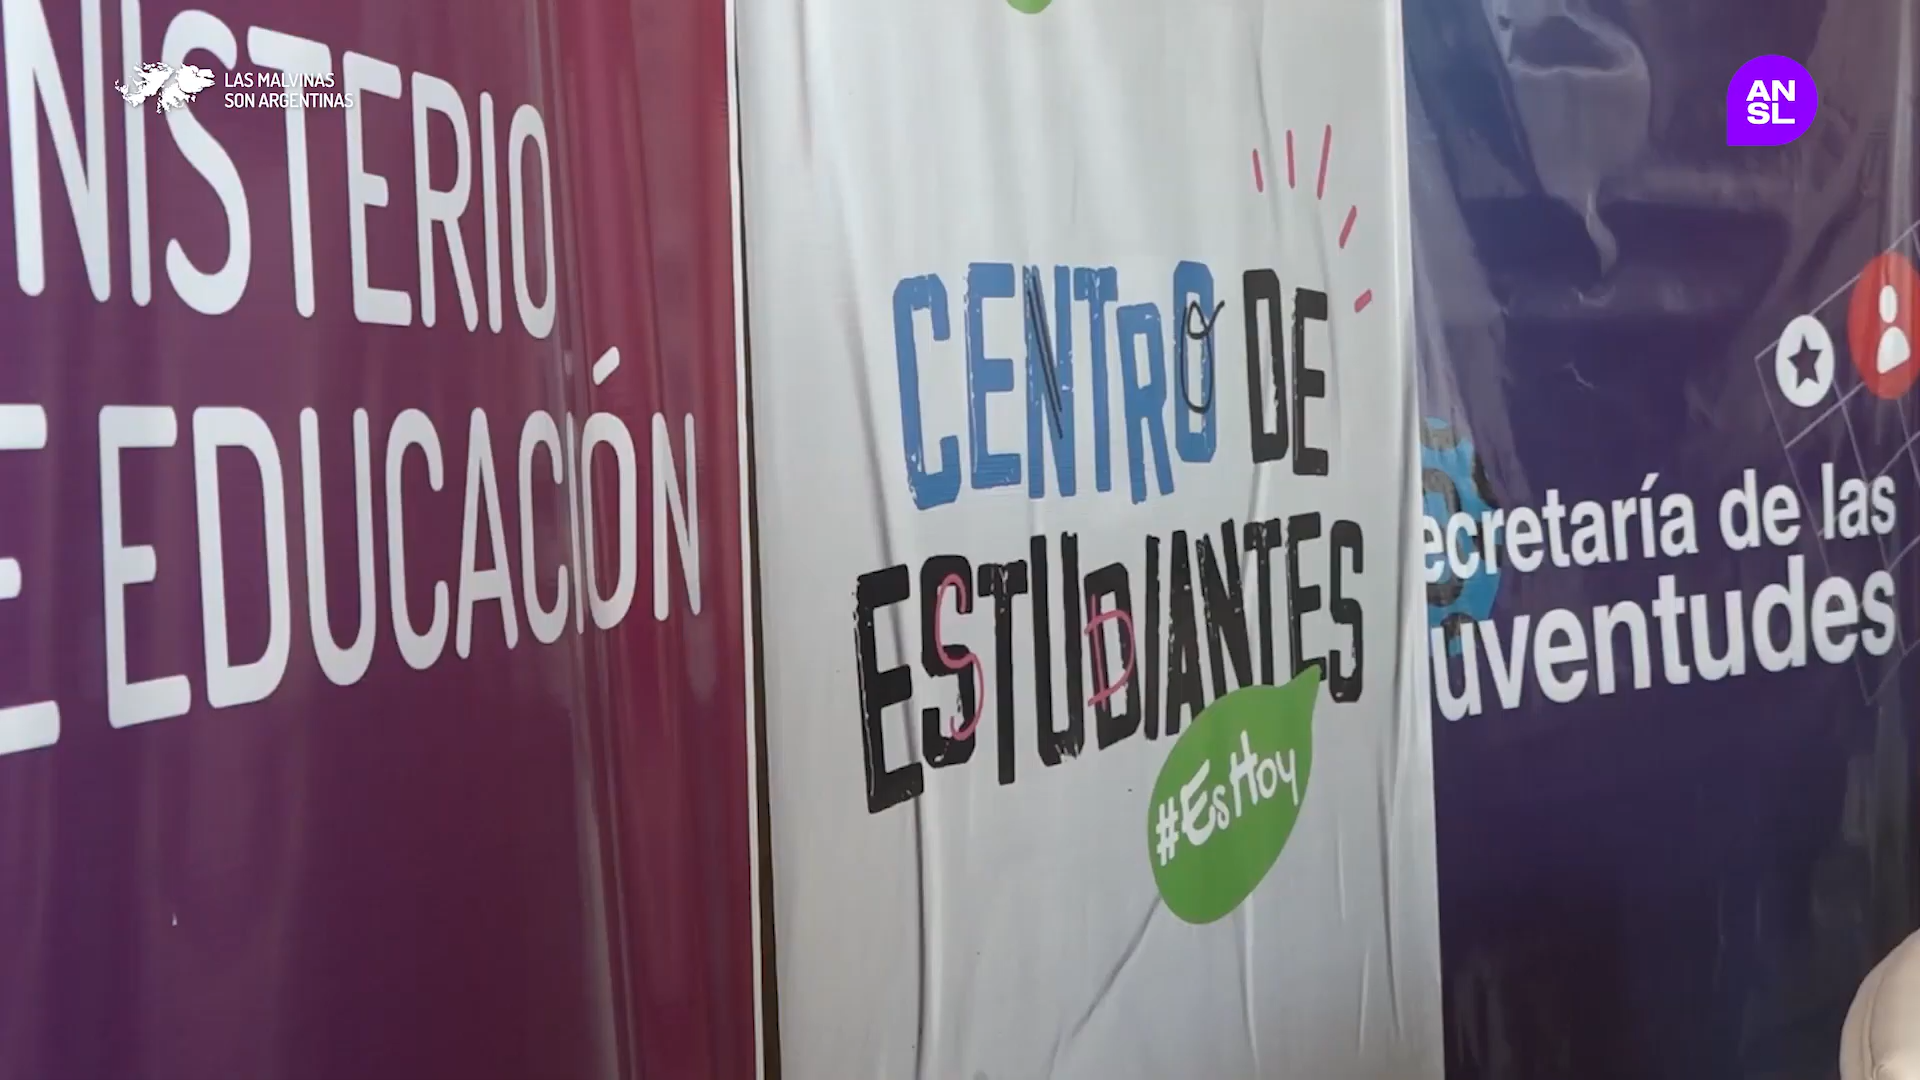 LAS MALVINAS
SON ARGENTINAS
AN
SL
NISTERIO
E EDUCACIÓN
CENTRO DE
ESTUDIANTES
#EsHoy
ecretaría de las
uventudes